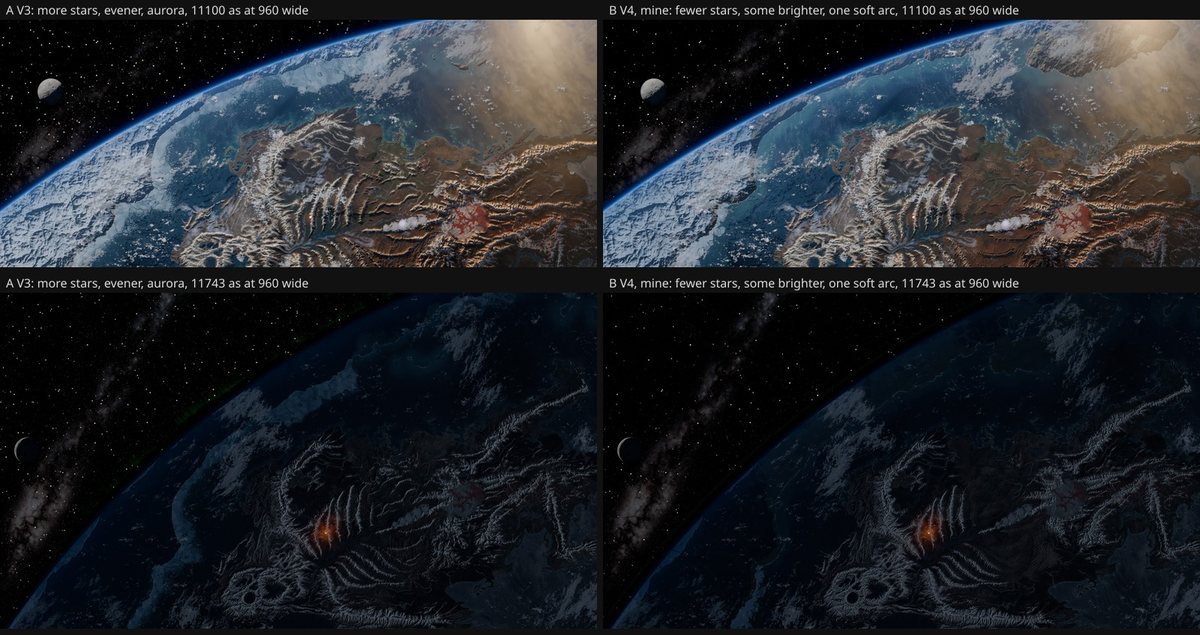 A V3: more stars, evener, aurora, 11100 as at 960 wide
B V4, mine: fewer stars, some brighter, one soft arc, 11100 as at 960 wide
A V3: more stars, evener, aurora, 11743 as at 960 wide
B V4, mine: fewer stars, some brighter, one soft arc, 11743 as at 960 wide